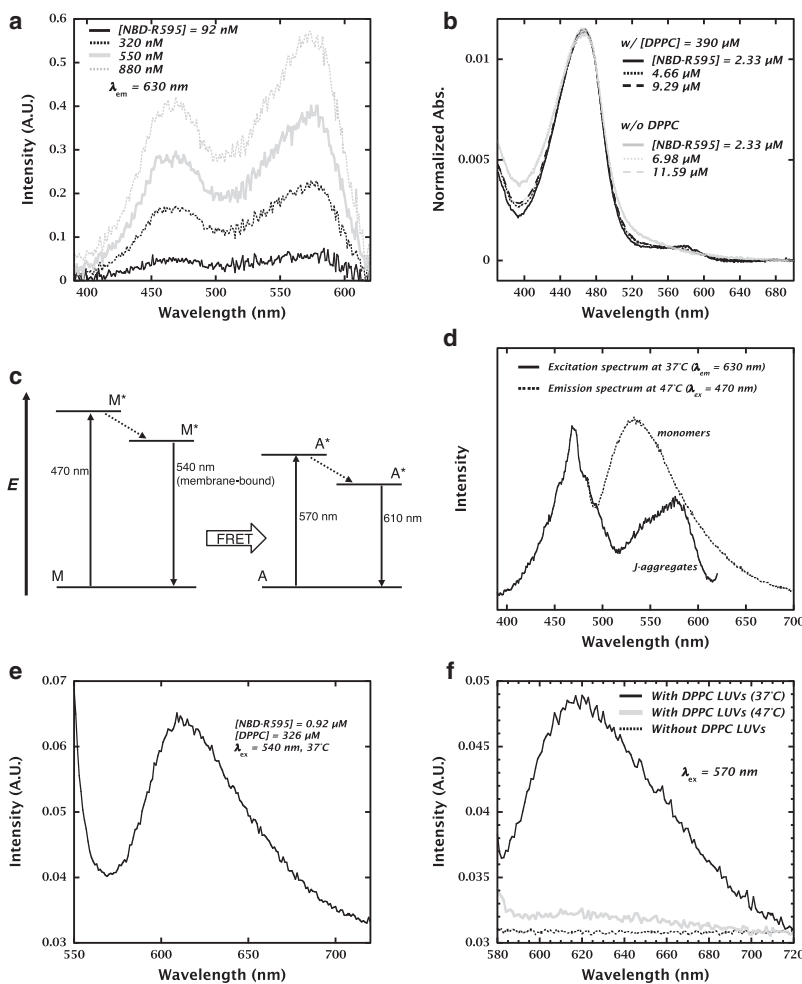 a
0.6
0.5
0.4
0.3
0.2
0.1
0
Intensity (A.U.)
[NBD-R595] = 92 nM
320 nM
550 nM
880 nM
λem = 630 nm
400 450 500 550 600
Wavelength (nm)
b
0.01
0.005
0
Normalized Abs.
w/ [DPPC] = 390 μM
[NBD-R595] = 2.33 μM
4.66 μM
9.29 μM
w/o DPPC
[NBD-R595] = 2.33 μM
6.98 μM
11.59 μM
400 440 480 520 560 600 640 680
Wavelength (nm)
c
E
M*
M*
470 nm
540 nm
(membrane-bound)
M
FRET
A*
A*
570 nm
610 nm
A
d
Intensity
Excitation spectrum at 37˚C (λem = 630 nm)
Emission spectrum at 47˚C (λex = 470 nm)
monomers
J-aggregates
400 450 500 550 600 650 700
Wavelength (nm)
e
0.07
0.06
0.05
0.04
0.03
Intensity (A.U.)
[NBD-R595] = 0.92 μM
[DPPC] = 326 μM
λex = 540 nm, 37˚C
550 600 650 700
Wavelength (nm)
f
0.05
0.045
0.04
0.035
0.03
Intensity (A.U.)
With DPPC LUVs (37˚C)
With DPPC LUVs (47˚C)
Without DPPC LUVs
λex = 570 nm
580 600 620 640 660 680 700 720
Wavelength (nm)